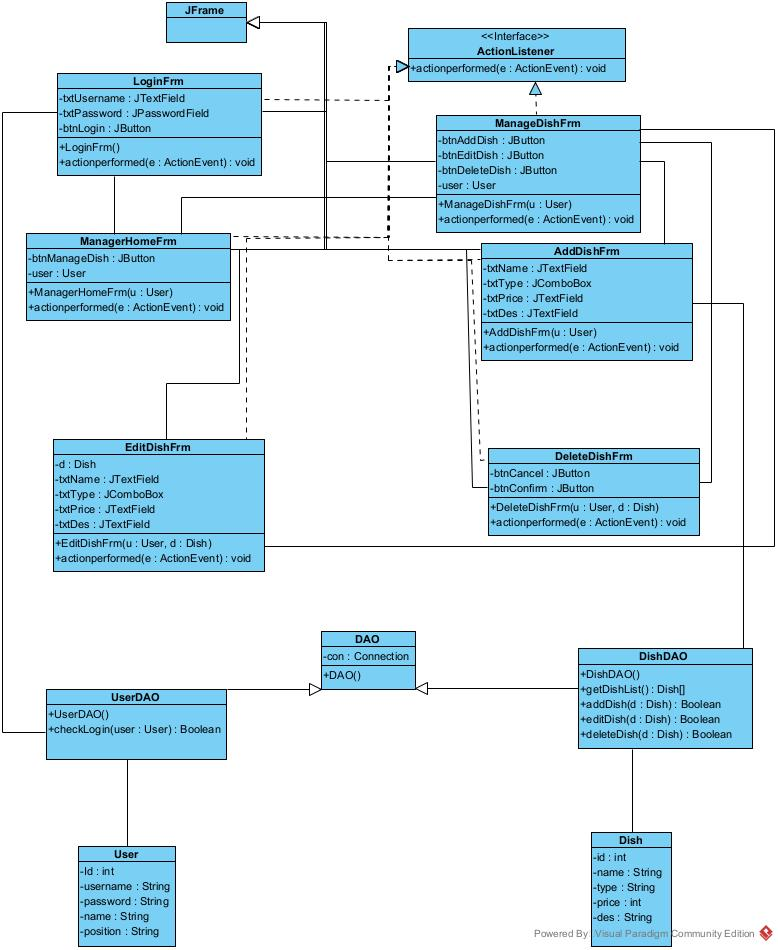 JFrame
<<Interface>>
ActionListener
+actionperformed(e : ActionEvent) : void
LoginFrm
-txtUsername : JTextField
-txtPassword : JPasswordField
-btnLogin : JButton
+LoginFrm()
+actionperformed(e : ActionEvent) : void
ManageDishFrm
-btnAddDish : JButton
-btnEditDish : JButton
-btnDeleteDish : JButton
-user : User
+ManageDishFrm(u : User)
+actionperformed(e : ActionEvent) : void
ManagerHomeFrm
-btnManageDish : JButton
-user : User
+ManagerHomeFrm(u : User)
+actionperformed(e : ActionEvent) : void
AddDishFrm
-txtName : JTextField
-txtType : JComboBox
-txtPrice : JTextField
-txtDes : JTextField
+AddDishFrm(u : User)
+actionperformed(e : ActionEvent) : void
EditDishFrm
-d : Dish
-txtName : JTextField
-txtType : JComboBox
-txtPrice : JTextField
-txtDes : JTextField
+EditDishFrm(u : User, d : Dish)
+actionperformed(e : ActionEvent) : void
DeleteDishFrm
-btnCancel : JButton
-btnConfirm : JButton
+DeleteDishFrm(u : User, d : Dish)
+actionperformed(e : ActionEvent) : void
DAO
-con : Connection
+DAO()
UserDAO
+UserDAO()
+checkLogin(user : User) : Boolean
DishDAO
+DishDAO()
+getDishList() : Dish[]
+addDish(d : Dish) : Boolean
+editDish(d : Dish) : Boolean
+deleteDish(d : Dish) : Boolean
User
-Id : int
-username : String
-password : String
-name : String
-position : String
Dish
-id : int
-name : String
-type : String
-price : int
-des : String
Powered By Visual Paradigm Community Edition